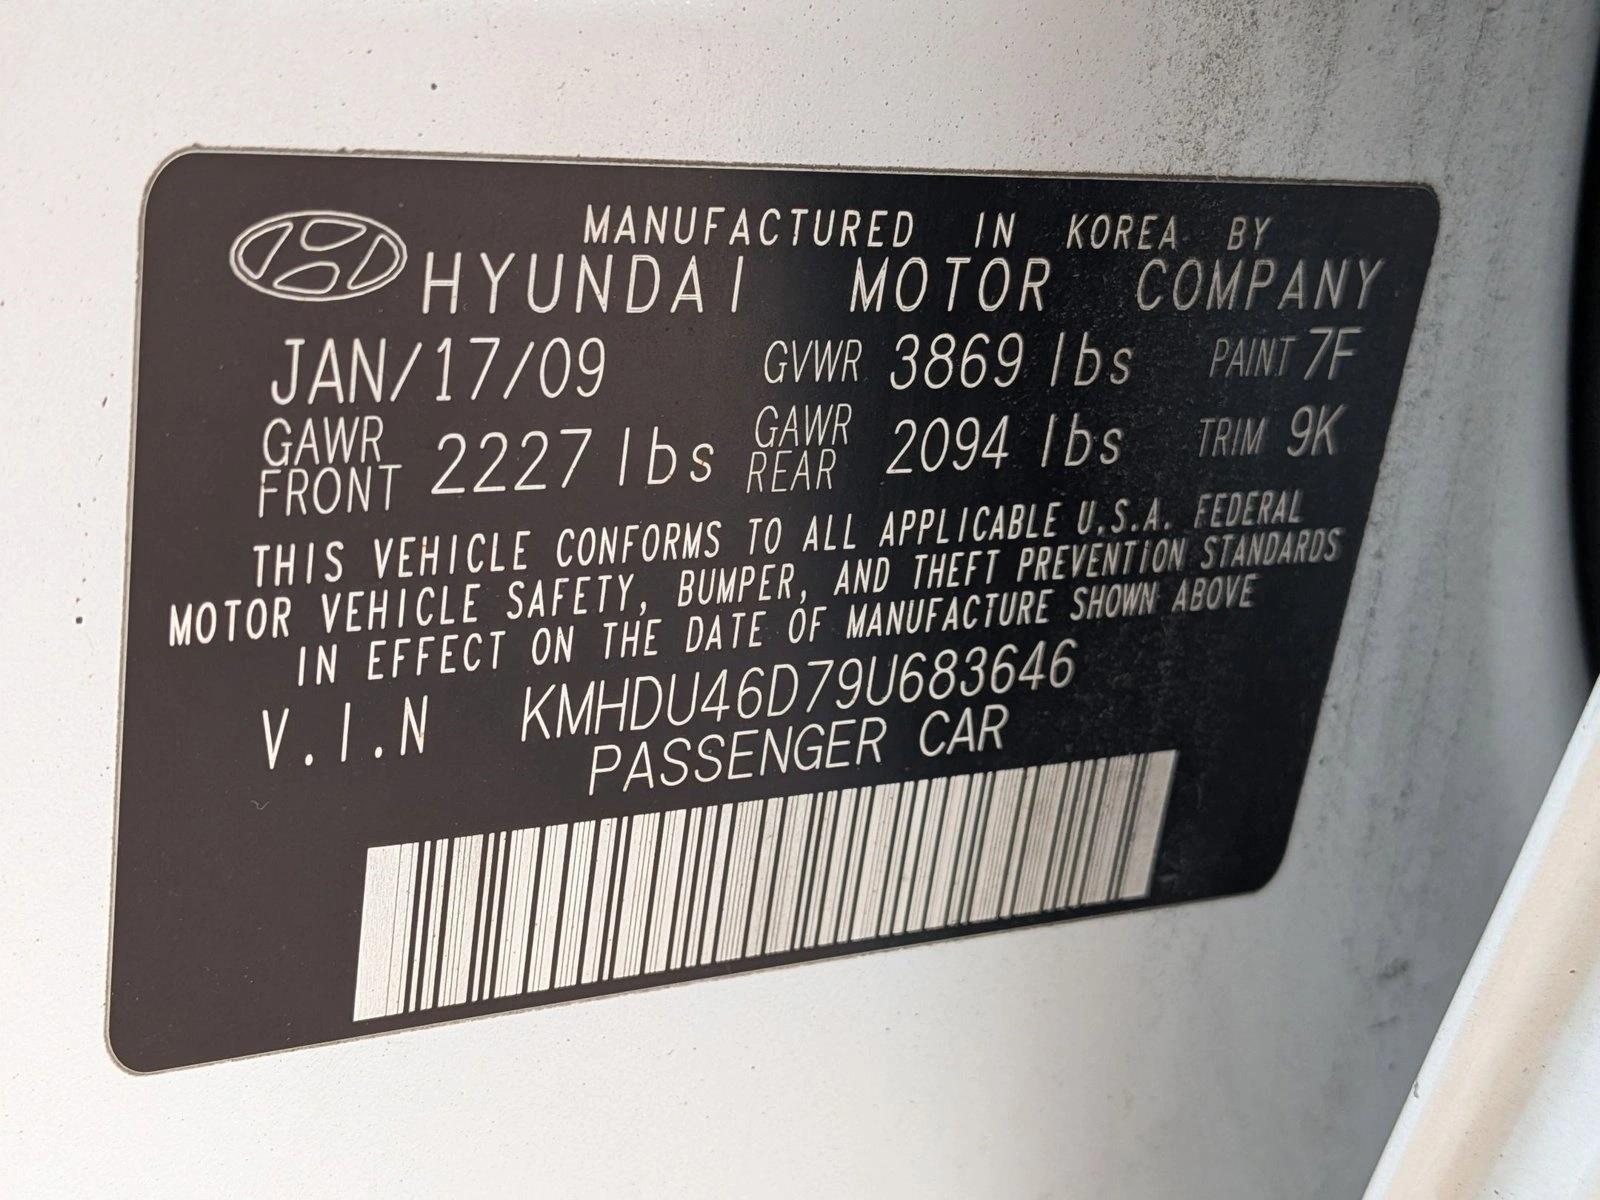 MANUFACTURED IN KOREA BY
HYUNDAI MOTOR COMPANY
JAN/17/09 GVWR 3869 lbs PAINT 7F
GAWR FRONT 2227 lbs GAWR REAR 2094 lbs TRIM 9K
THIS VEHICLE CONFORMS TO ALL APPLICABLE U.S.A. FEDERAL
MOTOR VEHICLE SAFETY, BUMPER, AND THEFT PREVENTION STANDARDS
IN EFFECT ON THE DATE OF MANUFACTURE SHOWN ABOVE
V.I.N KMHDU46D79U683646
PASSENGER CAR